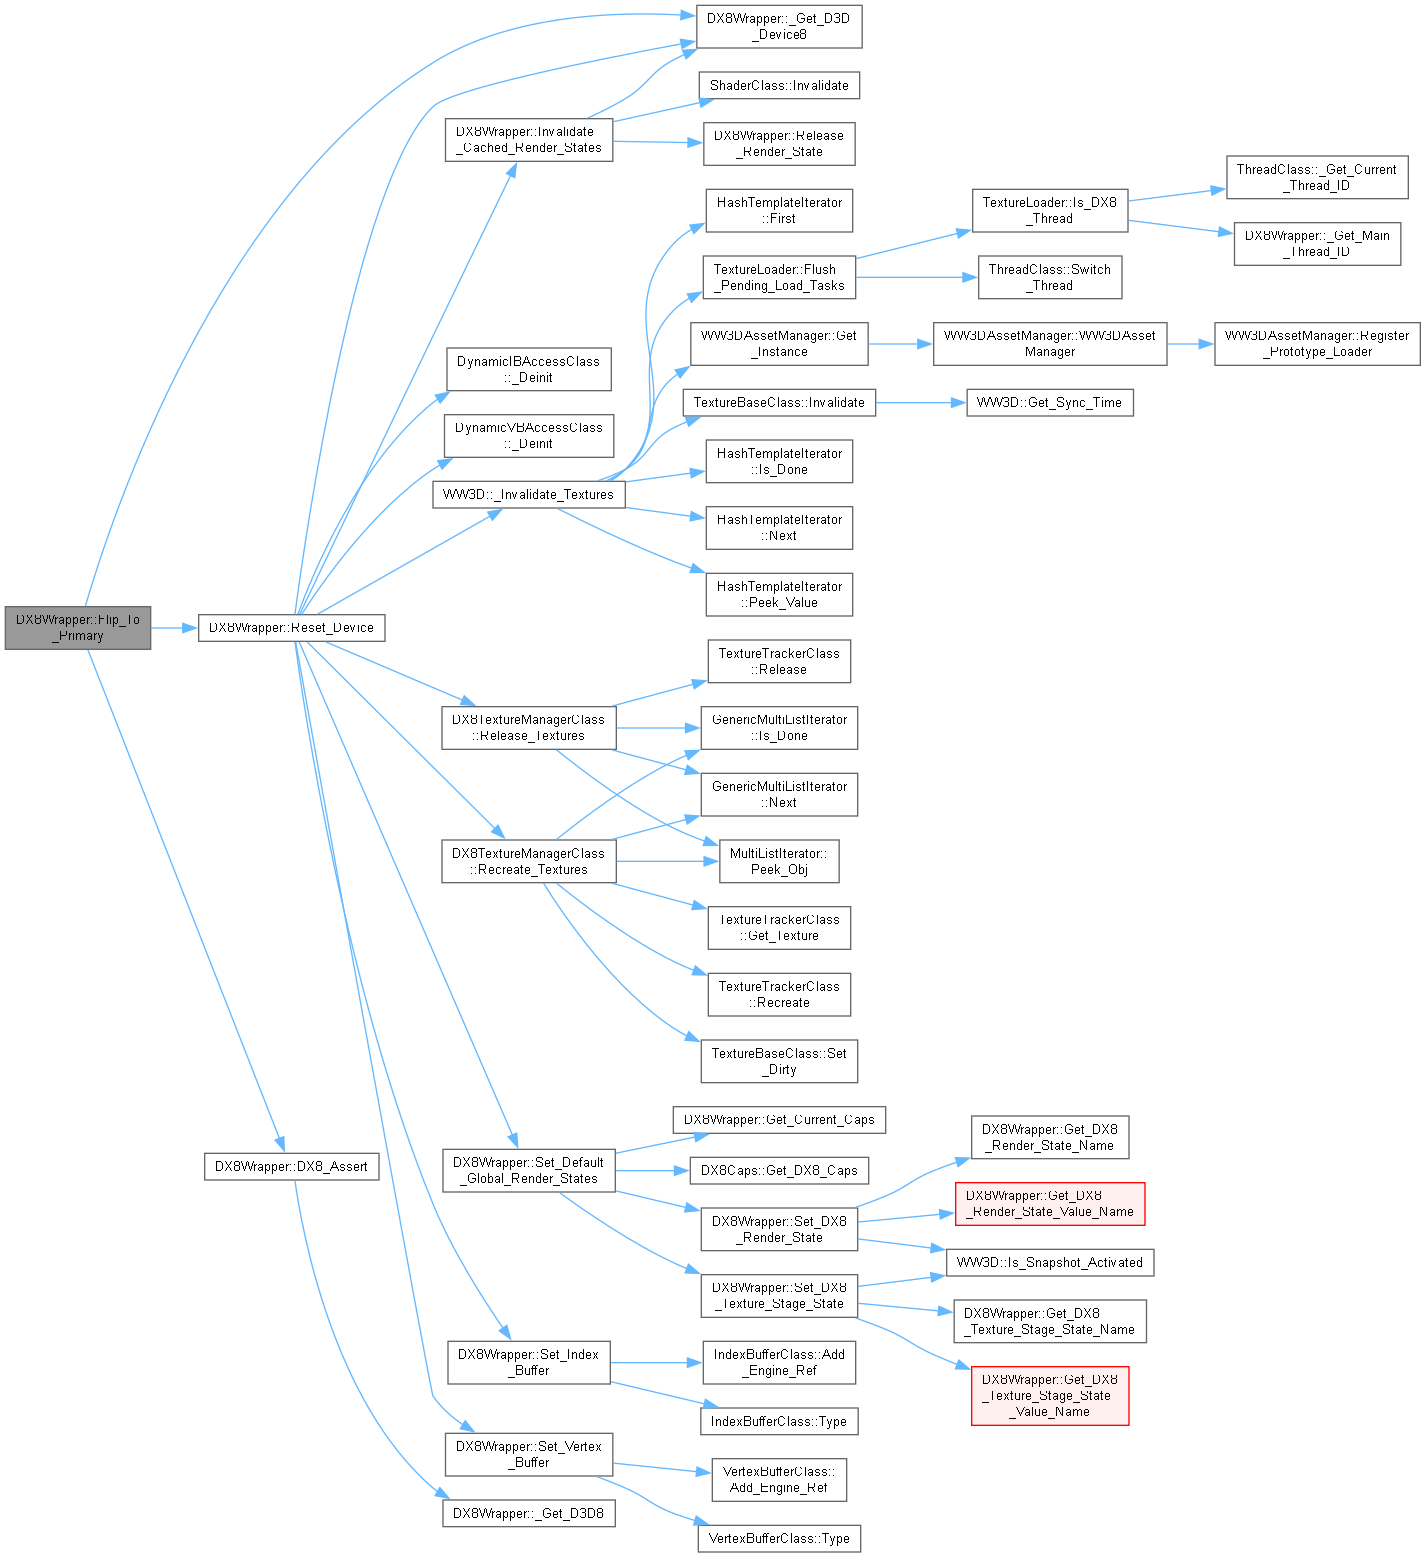 DX8Wrapper::Flip_To
_Primary
DX8Wrapper::_Get_D3D
_Device8
DX8Wrapper::Reset_Device
DX8Wrapper::Invalidate
_Cached_Render_States
ShaderClass::Invalidate
DX8Wrapper::Release
_Render_State
DynamicIBAccessClass
::_Deinit
DynamicVBAccessClass
::_Deinit
WW3D::_Invalidate_Textures
HashTemplateIterator
::First
TextureLoader::Flush
_Pending_Load_Tasks
TextureLoader::Is_DX8
_Thread
ThreadClass::_Get_Current
_Thread_ID
DX8Wrapper::_Get_Main
_Thread_ID
ThreadClass::Switch
_Thread
WW3DAssetManager::Get
_Instance
WW3DAssetManager::WW3DAsset
Manager
WW3DAssetManager::Register
_Prototype_Loader
TextureBaseClass::Invalidate
WW3D::Get_Sync_Time
HashTemplateIterator
::Is_Done
HashTemplateIterator
::Next
HashTemplateIterator
::Peek_Value
DX8TextureManagerClass
::Release_Textures
TextureTrackerClass
::Release
GenericMultiListIterator
::Is_Done
GenericMultiListIterator
::Next
MultiListIterator::
Peek_Obj
DX8TextureManagerClass
::Recreate_Textures
TextureTrackerClass
::Get_Texture
TextureTrackerClass
::Recreate
TextureBaseClass::Set
_Dirty
DX8Wrapper::Set_Default
_Global_Render_States
DX8Wrapper::Get_Current_Caps
DX8Caps::Get_DX8_Caps
DX8Wrapper::Set_DX8
_Render_State
DX8Wrapper::Get_DX8
_Render_State_Name
DX8Wrapper::Get_DX8
_Render_State_Value_Name
WW3D::Is_Snapshot_Activated
DX8Wrapper::Set_DX8
_Texture_Stage_State
DX8Wrapper::Get_DX8
_Texture_Stage_State_Name
DX8Wrapper::Get_DX8
_Texture_Stage_State
_Value_Name
DX8Wrapper::Set_Index
_Buffer
IndexBufferClass::Add
_Engine_Ref
IndexBufferClass::Type
DX8Wrapper::Set_Vertex
_Buffer
VertexBufferClass::
Add_Engine_Ref
VertexBufferClass::Type
DX8Wrapper::DX8_Assert
DX8Wrapper::_Get_D3D8